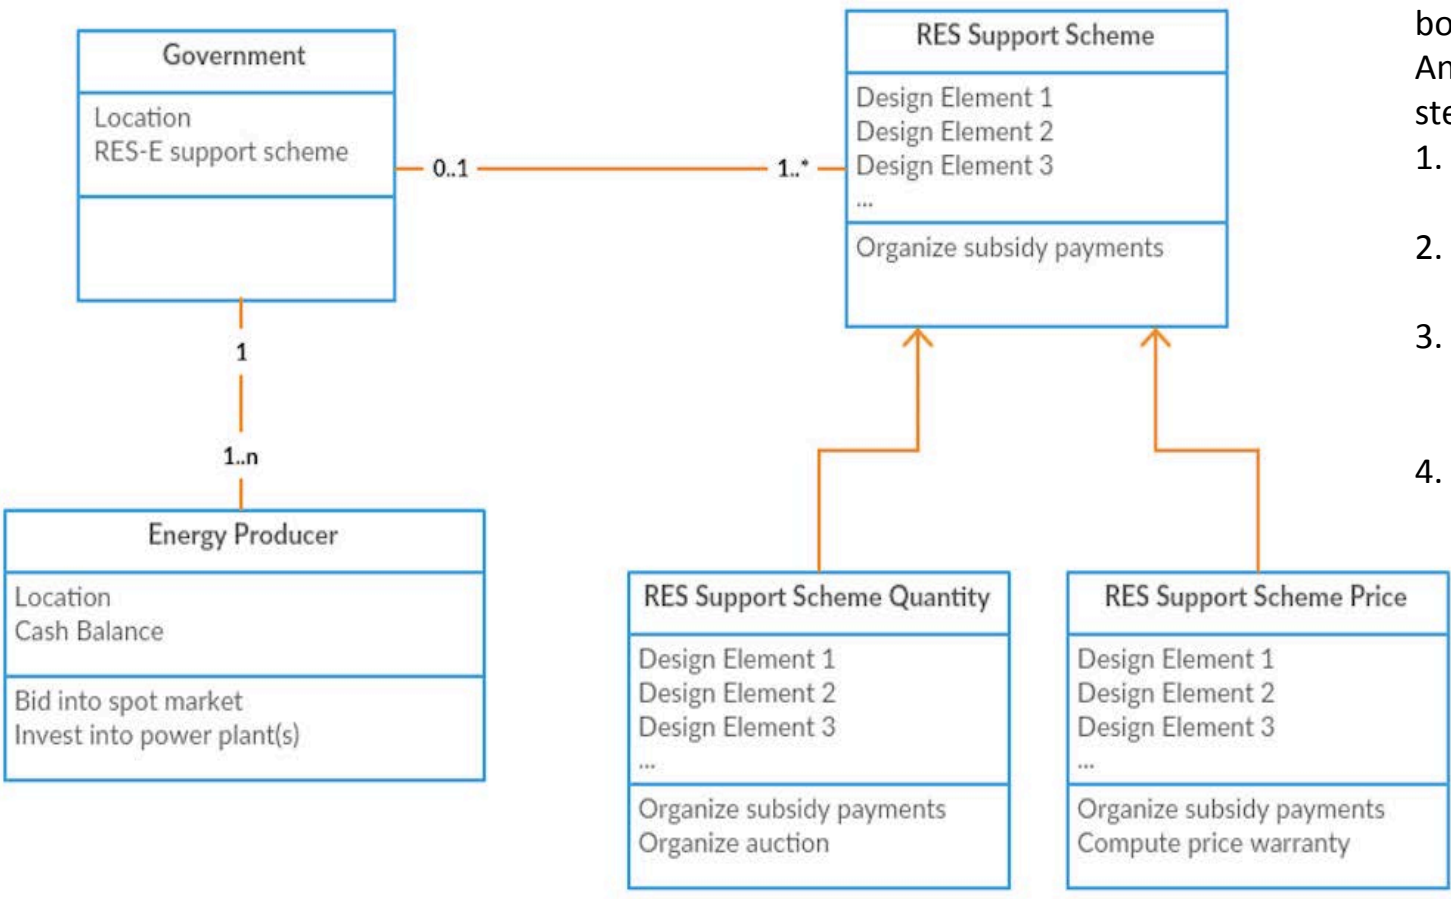 Government
Location
RES-E support scheme
0..1
1..*
RES Support Scheme
Design Element 1
Design Element 2
Design Element 3
...
Organize subsidy payments
1
1..n
Energy Producer
Location
Cash Balance
Bid into spot market
Invest into power plant(s)
RES Support Scheme Quantity
Design Element 1
Design Element 2
Design Element 3
...
Organize subsidy payments
Organize auction
RES Support Scheme Price
Design Element 1
Design Element 2
Design Element 3
...
Organize subsidy payments
Compute price warranty
1.
2.
3.
4.